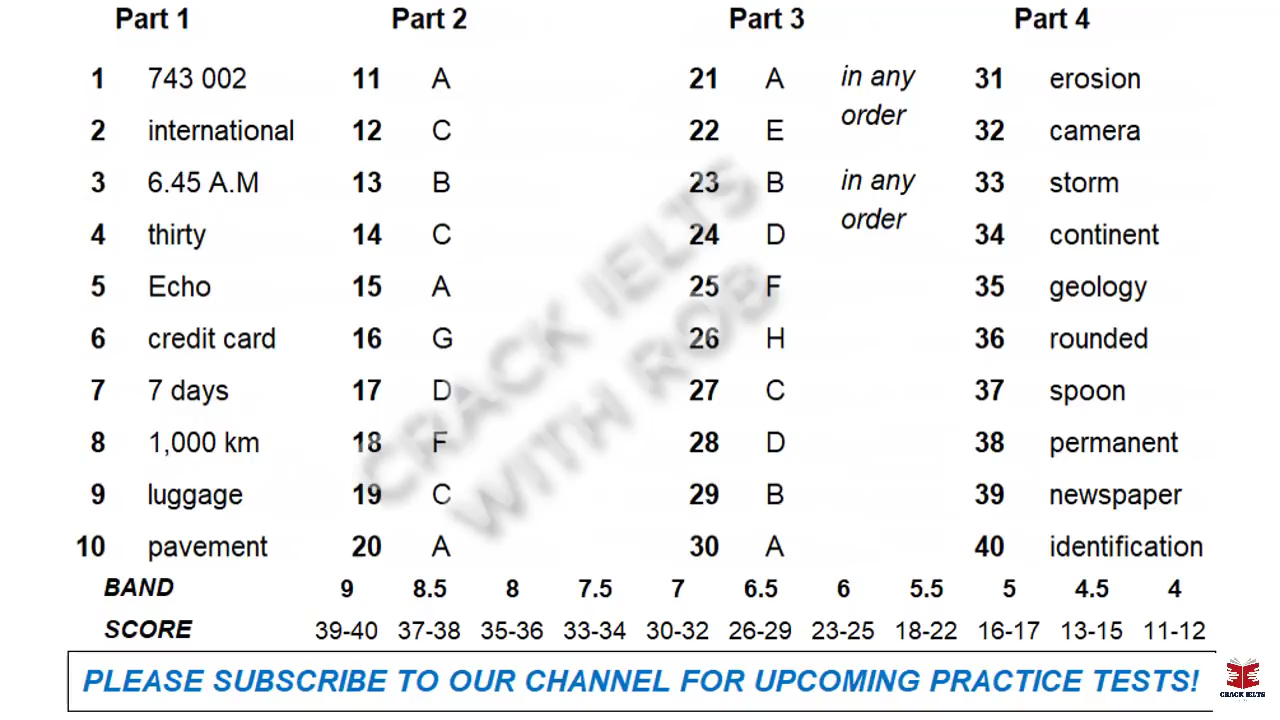 Part 1 Part 2 Part 3 Part 4
1 743 002 11 A 21 A in any order 31 erosion
2 international 12 C 22 E 32 camera
3 6.45 A.M 13 B 23 B in any order 33 storm
4 thirty 14 C 24 D 34 continent
5 Echo 15 A 25 F 35 geology
6 credit card 16 G 26 H 36 rounded
7 7 days 17 D 27 C 37 spoon
8 1,000 km 18 F 28 D 38 permanent
9 luggage 19 C 29 B 39 newspaper
10 pavement 20 A 30 A 40 identification
CRACK IELTS
WITH ROB
BAND 9 8.5 8 7.5 7 6.5 6 5.5 5 4.5 4
SCORE 39-40 37-38 35-36 33-34 30-32 26-29 23-25 18-22 16-17 13-15 11-12
PLEASE SUBSCRIBE TO OUR CHANNEL FOR UPCOMING PRACTICE TESTS!
CRACK IELTS